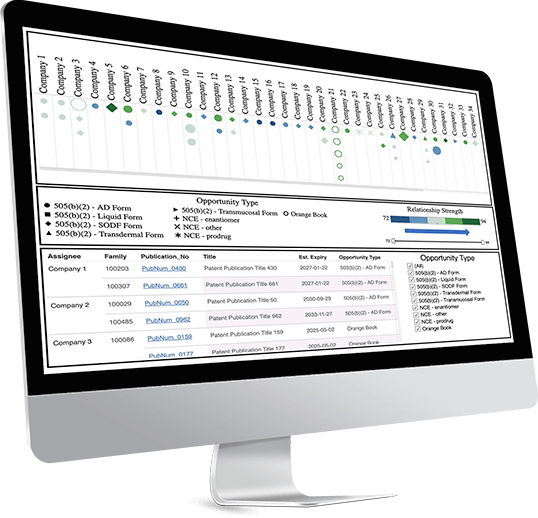 Company 1
Company 2
Company 3
Company 4
Company 5
Company 6
Company 7
Company 8
Company 9
Company 10
Company 11
Company 12
Company 13
Company 14
Company 15
Company 16
Company 17
Company 18
Company 19
Company 20
Company 21
Company 22
Company 23
Company 24
Company 25
Company 26
Company 27
Company 28
Company 29
Company 30
Company 31
Company 32
Company 33
Company 34
Opportunity Type
505(b)(2) - AD Form
505(b)(2) - Liquid Form
505(b)(2) - SODF Form
505(b)(2) - Transdermal Form
505(b)(2) - Transmucosal Form
NCE - enantiomer
NCE - other
NCE - prodrug
Orange Book
Relationship Strength
72 94
72 94
Assignee Family Publication_No Title Est. Expiry Opportunity Type
Company 1 100203 PubNum_0430 Patent Publication Title 430 2027-01-22 505(b)(2) - AD Form
100307 PubNum_0661 Patent Publication Title 661 2027-01-22 505(b)(2) - AD Form
Company 2 100029 PubNum_0050 Patent Publication Title 50 2030-09-29 505(b)(2) - AD Form
100485 PubNum_0962 Patent Publication Title 962 2033-11-27 505(b)(2) - AD Form
Company 3 100086 PubNum_0159 Patent Publication Title 159 2025-05-02 Orange Book
PubNum_0177 Patent Publication Title 177 2025-05-02 Orange Book
Opportunity Type
(All)
505(b)(2) - AD Form
505(b)(2) - Liquid Form
505(b)(2) - SODF Form
505(b)(2) - Transdermal Form
505(b)(2) - Transmucosal Form
NCE - enantiomer
NCE - other
NCE - prodrug
Orange Book